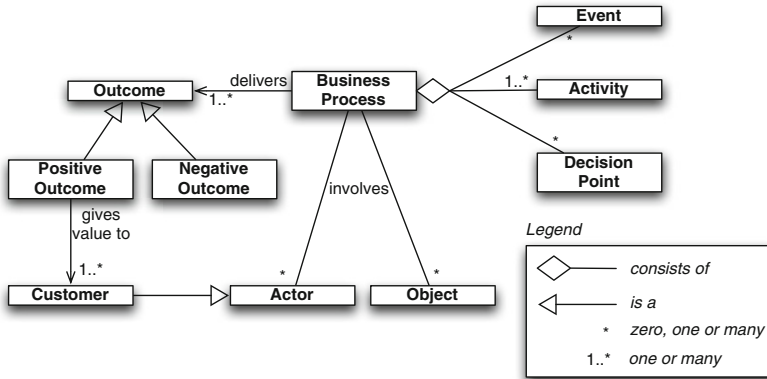 Event
*
delivers
Business
Process
Outcome
1..*
1..*
Activity
*
Decision
Point
Positive
Outcome
Negative
Outcome
involves
gives
value to
Legend
consists of
1..*
*
*
is a
Customer
Actor
Object
* zero, one or many
1..* one or many